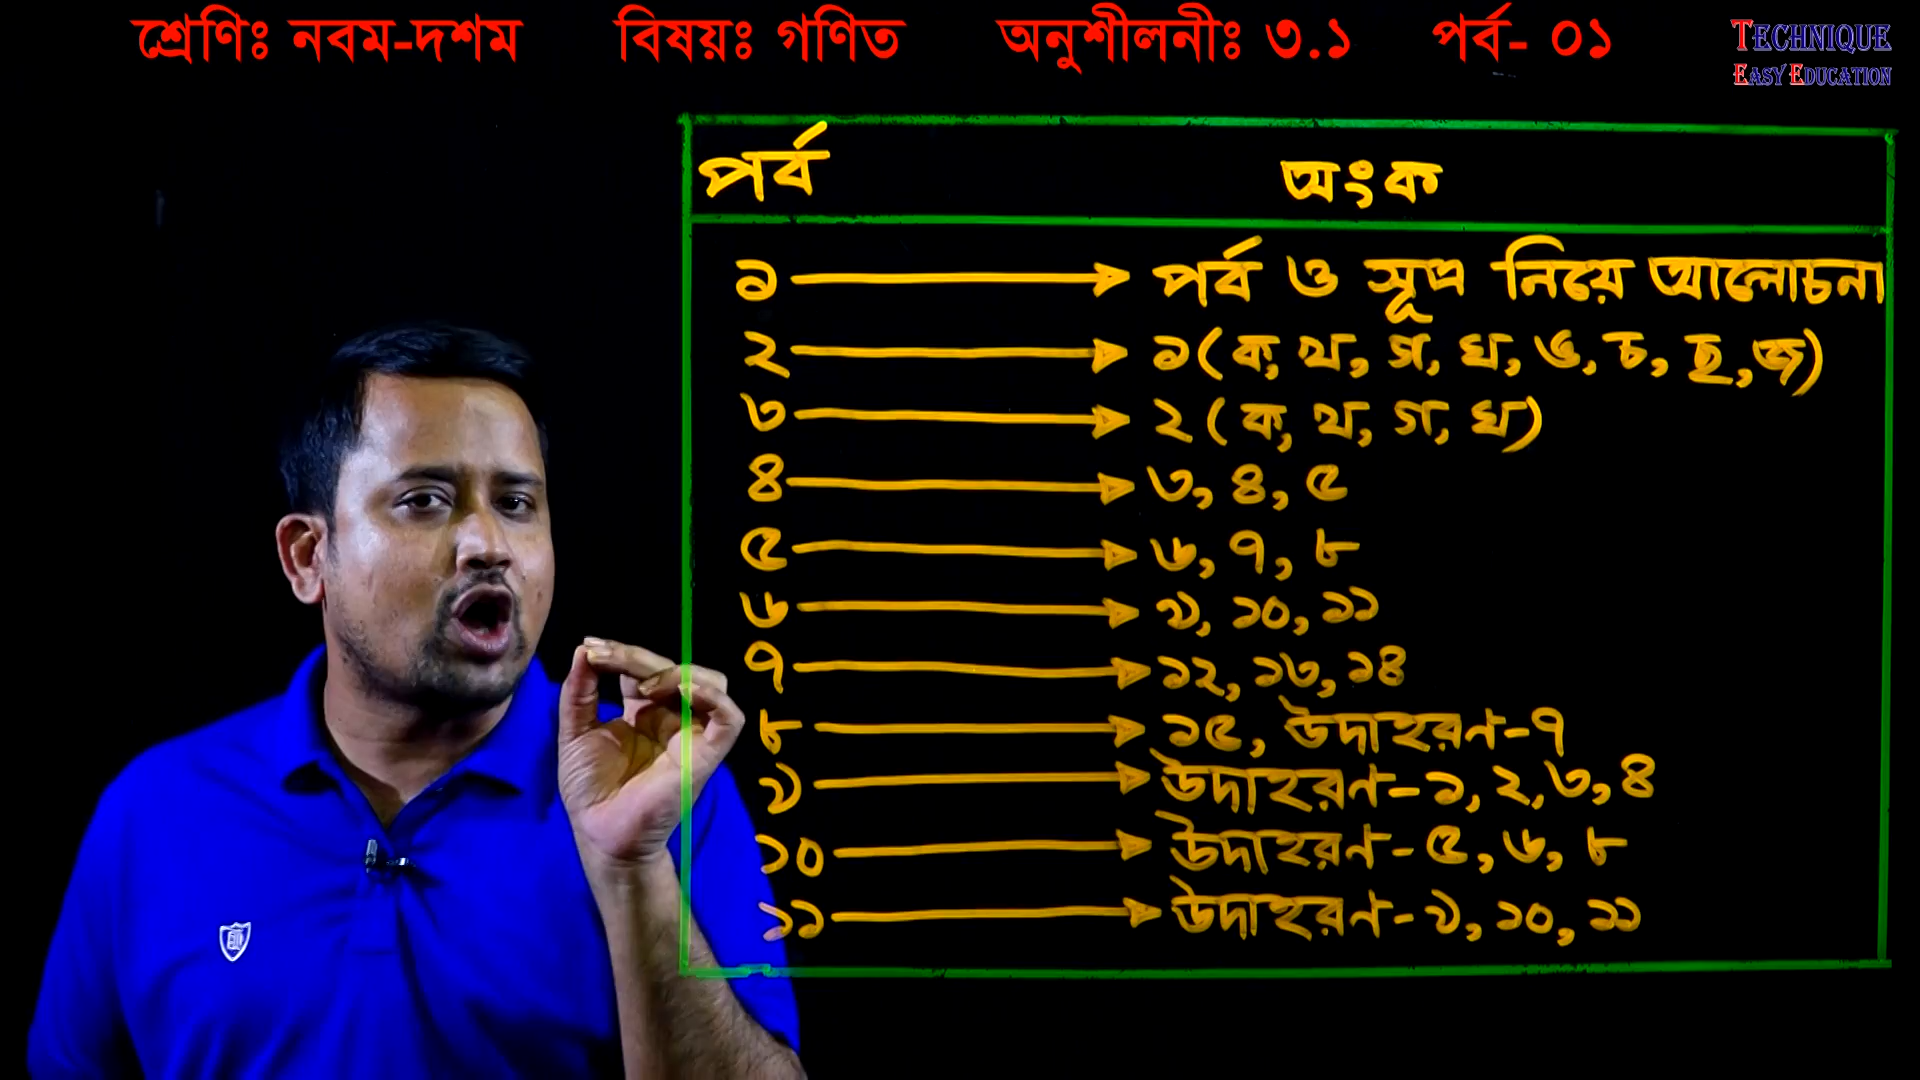 শ্রেণিঃ নবম-দশম বিষয়ঃ গণিত অনুশীলনীঃ ৩.১ পর্ব- ০১
TECHNIQUE
EASY EDUCATION
পর্ব অংক
১ পর্ব ও সূত্র নিয়ে আলোচনা
২ ১(ক, খ, গ, ঘ, ঙ, চ, ছ, জ)
৩ ২(ক, খ, গ, ঘ)
৪ ৩, ৪, ৫
৫ ৬, ৭, ৮
৬ ৯, ১০, ১১
৭ ১২, ১৩, ১৪
৮ ১৫, উদাহরণ-৭
৯ উদাহরণ-১, ২, ৩, ৪
১০ উদাহরণ-৫, ৬, ৮
১১ উদাহরণ-৯, ১০, ১১